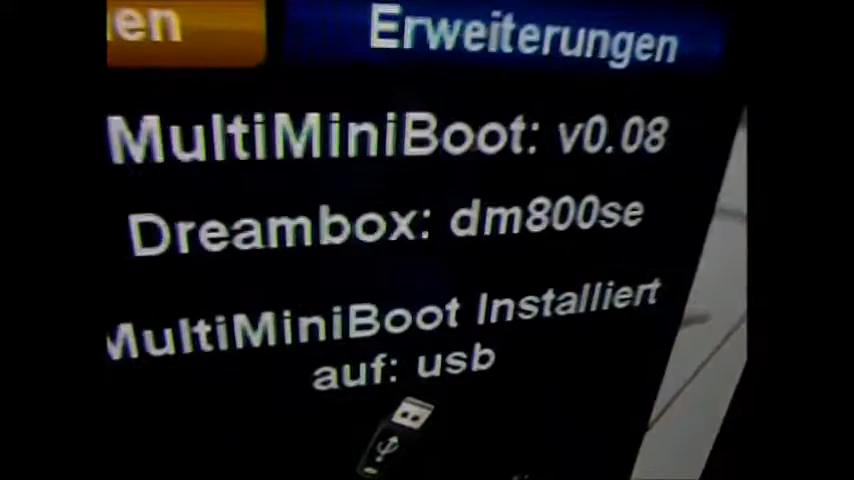 en
Erweiterungen
MultiMiniBoot: v0.08
Dreambox: dm800se
MultiMiniBoot Installiert
auf: usb